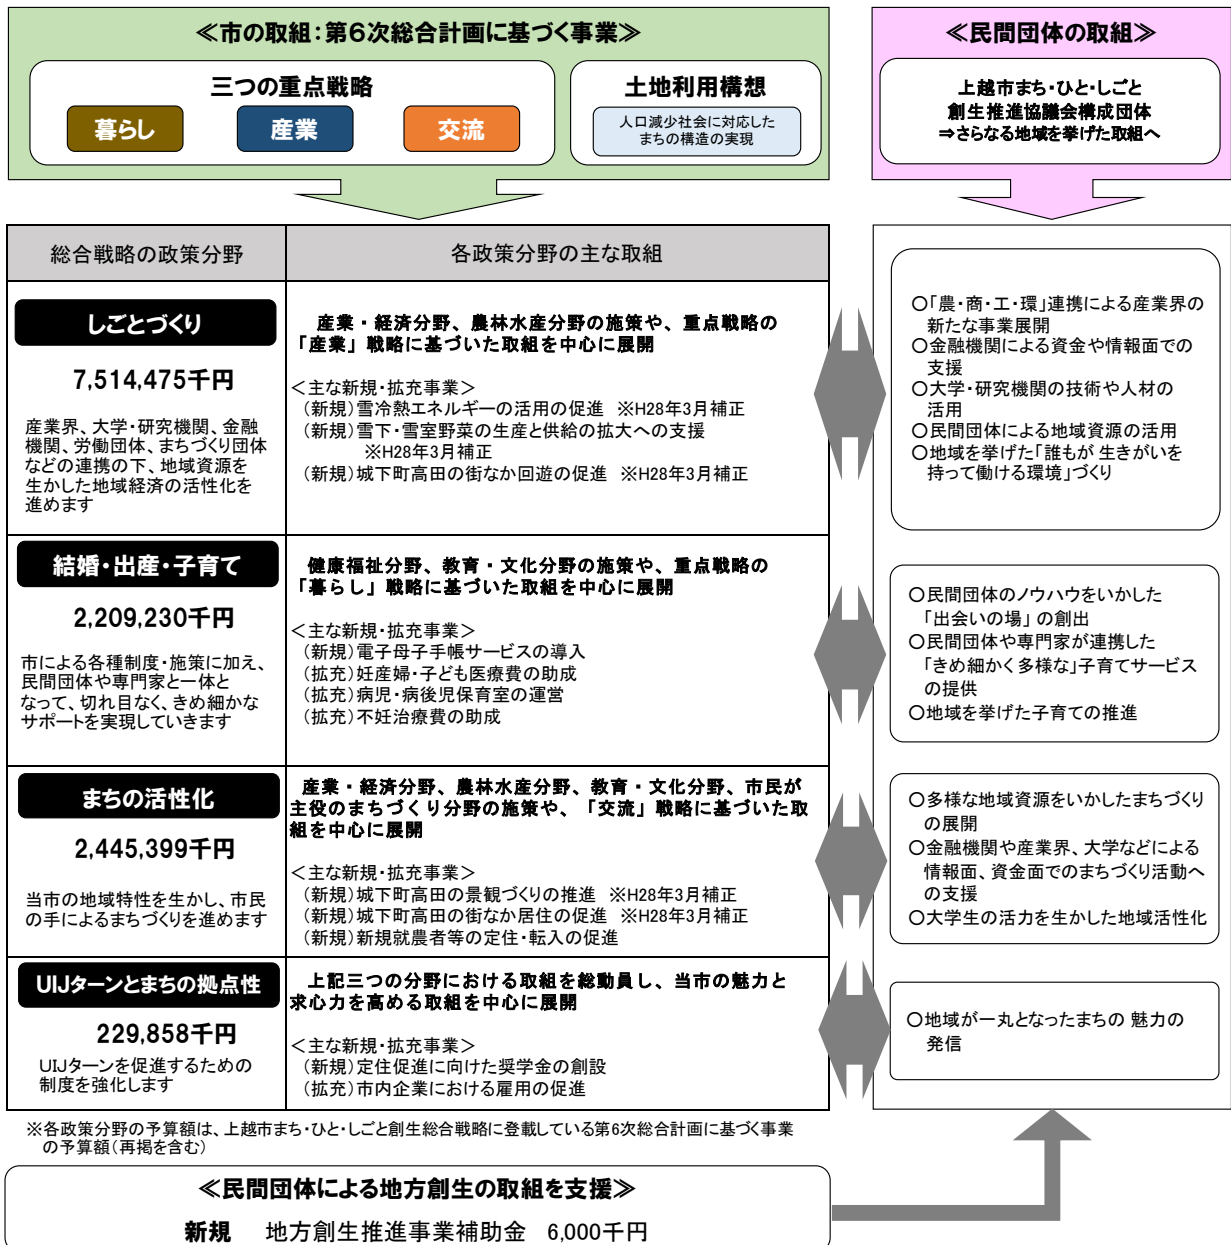 ≪市の取組：第６次総合計画に基づく事業≫
三つの重点戦略
暮らし
産業
交流
土地利用構想
人口減少社会に対応した
まちの構造の実現
≪民間団体の取組≫
上越市まち・ひと・しごと
創生推進協議会構成団体
⇒さらなる地域を挙げた取組へ
総合戦略の政策分野
各政策分野の主な取組
しごとづくり
7,514,475千円
産業界、大学・研究機関、金融
機関、労働団体、まちづくり団体
などの連携の下、地域資源を
生かした地域経済の活性化を
進めます
産業・経済分野、農林水産分野の施策や、重点戦略の
「産業」戦略に基づいた取組を中心に展開
＜主な新規・拡充事業＞
（新規）雪冷熱エネルギーの活用の促進　※H28年3月補正
（新規）雪下・雪室野菜の生産と供給の拡大への支援
※H28年3月補正
（新規）城下町高田の街なか回遊の促進　※H28年3月補正
○「農・商・工・環」連携による産業界の
新たな事業展開
○金融機関による資金や情報面での
支援
○大学・研究機関の技術や人材の
活用
○民間団体による地域資源の活用
○地域を挙げた「誰もが 生きがいを
持って働ける環境」づくり
結婚・出産・子育て
2,209,230千円
市による各種制度・施策に加え、
民間団体や専門家と一体と
なって、切れ目なく、きめ細かな
サポートを実現していきます
健康福祉分野、教育・文化分野の施策や、重点戦略の
「暮らし」戦略に基づいた取組を中心に展開
＜主な新規・拡充事業＞
（新規）電子母子手帳サービスの導入
（拡充）妊産婦・子ども医療費の助成
（拡充）病児・病後児保育室の運営
（拡充）不妊治療費の助成
○民間団体のノウハウをいかした
「出会いの場」の創出
○民間団体や専門家が連携した
「きめ細かく多様な」子育てサービス
の提供
○地域を挙げた子育ての推進
まちの活性化
2,445,399千円
当市の地域特性を生かし、市民
の手によるまちづくりを進めます
産業・経済分野、農林水産分野、教育・文化分野、市民が
主役のまちづくり分野の施策や、「交流」戦略に基づいた取
組を中心に展開
＜主な新規・拡充事業＞
（新規）城下町高田の景観づくりの推進　※H28年3月補正
（新規）城下町高田の街なか居住の促進　※H28年3月補正
（新規）新規就農者等の定住・転入の促進
○多様な地域資源をいかしたまちづくり
の展開
○金融機関や産業界、大学などによる
情報面、資金面でのまちづくり活動へ
の支援
○大学生の活力を生かした地域活性化
UIJターンとまちの拠点性
229,858千円
UIJターンを促進するための
制度を強化します
上記三つの分野における取組を総動員し、当市の魅力と
求心力を高める取組を中心に展開
＜主な新規・拡充事業＞
（新規）定住促進に向けた奨学金の創設
（拡充）市内企業における雇用の促進
○地域が一丸となったまちの 魅力の
発信
※各政策分野の予算額は、上越市まち・ひと・しごと創生総合戦略に登載している第6次総合計画に基づく事業
の予算額（再掲を含む）
≪民間団体による地方創生の取組を支援≫
新規　地方創生推進事業補助金　6,000千円